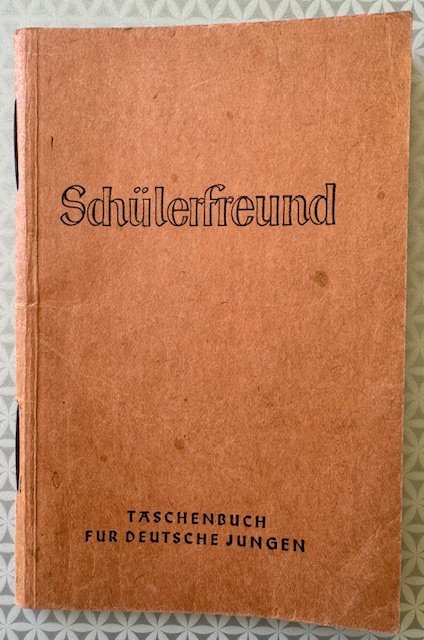 Schülerfreund
TASCHENBUCH
FÜR DEUTSCHE JUNGEN